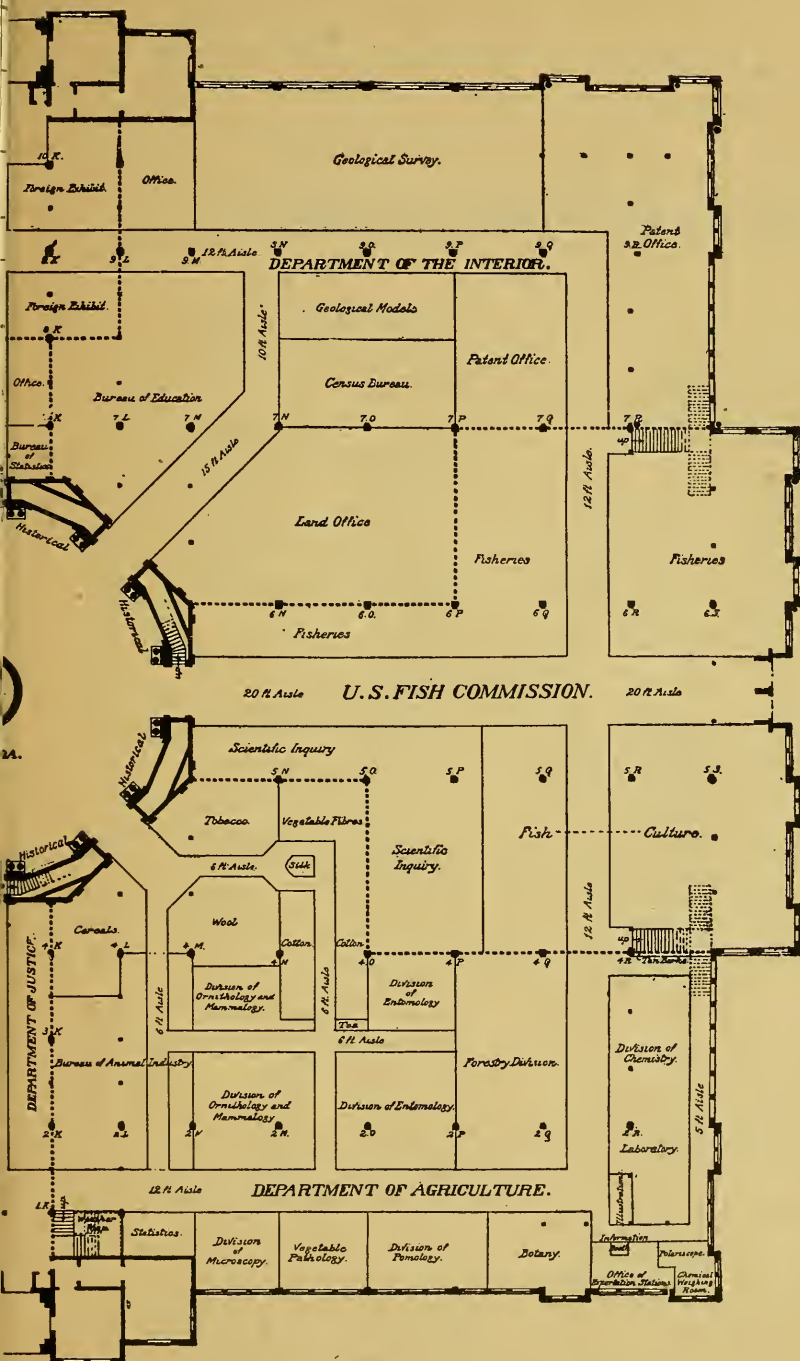 10 K.
Foreign Exhibit.
Office.
Geological Survey.
Patent
9.R. Office.
9.L
9.M
12 ft. Aisle
9.N
9.O.
9.P
9.Q
DEPARTMENT OF THE INTERIOR.
Foreign Exhibit.
8 K
Office.
Bureau of Education
10 ft Aisle
Geological Models
Census Bureau.
Patent Office.
7 L
7 M
7 N
7.O
7 P
7 Q
7 R
up
Bureau
of
Statistics
Historical
15 ft Aisle
12 ft Aisle.
Land Office
Fisheries
Fisheries
Historical
up
6 N
6.O.
6 P
6 Q
6 R
6 S.
Fisheries
20 ft Aisle
U.S. FISH COMMISSION.
20 ft Aisle
Historical
Scientific Inquiry
5 N
5 O.
5 P
5 Q
5 R
5 S.
Tobacco.
Vegetable Fibres
Scientific
Inquiry.
Fish
Culture.
Historical
6 ft Aisle.
Silk
Cereals.
Wool
Cotton
Cotton
12 ft Aisle
up
4 K
4 L
4 M.
4 N
4 O
4 P
4 Q
4 R
DEPARTMENT OF JUSTICE.
6 ft Aisle
Division of
Ornithology and
Mammalogy.
6 ft Aisle
Division
of
Entomology
Tea
6 ft Aisle
3 K
Bureau of Animal Industry
Forestry Division.
Division of
Chemistry.
Division of
Ornithology and
Mammalogy
Division of Entomology.
5 ft Aisle
2 K
2 L
2 N.
2 O
2 P
2 Q
2 R.
Laboratory.
Illustration
12 ft Aisle
DEPARTMENT OF AGRICULTURE.
1 K
up
Weather
Map
Statistics.
Division
of
Microscopy.
Vegetable
Pathology.
Division of
Pomology.
Botany.
Information
Booth
Polariscope.
Office of
Experiment Stations
Chemical
Weighing
Room.